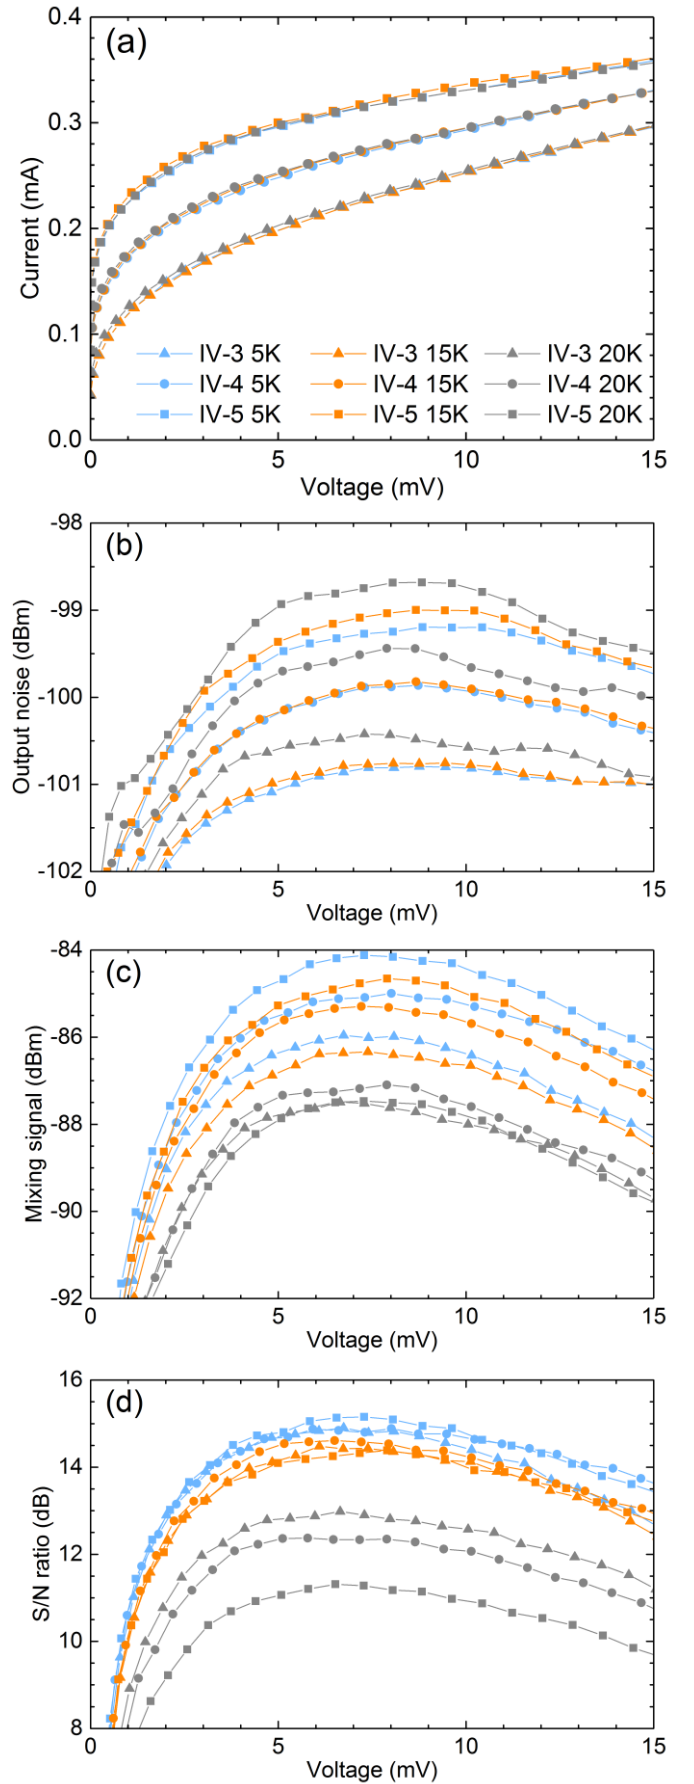 (a)
0.4
0.3
0.2
0.1
0.0
Current (mA)
IV-3 5K IV-3 15K IV-3 20K
IV-4 5K IV-4 15K IV-4 20K
IV-5 5K IV-5 15K IV-5 20K
0 5 10 15
Voltage (mV)
(b)
-98
-99
-100
-101
-102
Output noise (dBm)
0 5 10 15
Voltage (mV)
(c)
-84
-86
-88
-90
-92
Mixing signal (dBm)
0 5 10 15
Voltage (mV)
(d)
16
14
12
10
8
S/N ratio (dB)
0 5 10 15
Voltage (mV)